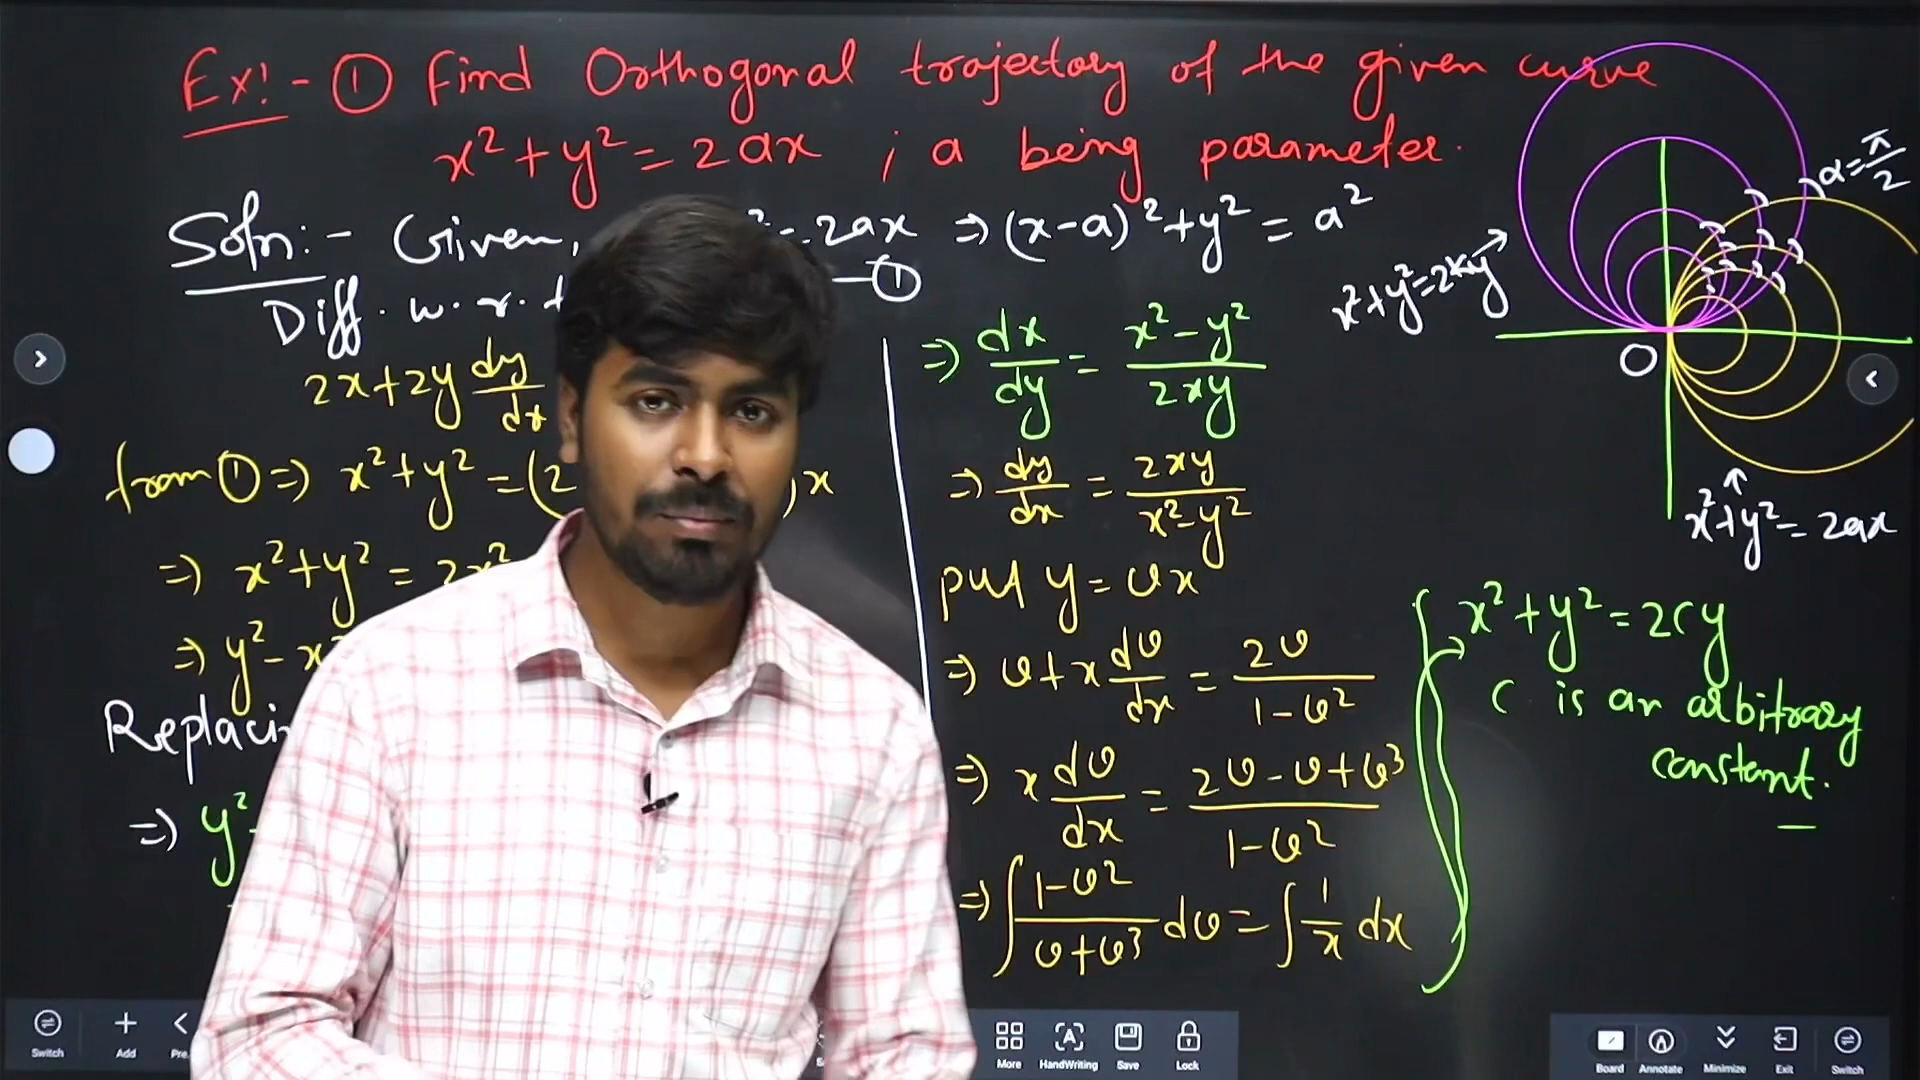 Ex! - ① Find Orthogonal trajectory of the given curve
x² + y² = 2ax ; a being parameter.
Soln:- Given, ² = 2ax ⇒ (x-a)² + y² = a²
—①
Diff. w.r.t
2x + 2y dy/dx
from ① ⇒ x² + y² = (2 )x
⇒ x² + y² = 2x²
⇒ y² - x
Replacin
⇒ y² -
⇒ dx/dy = (x² - y²)/(2xy)
⇒ dy/dx = (2xy)/(x² - y²)
put y = vx
⇒ v + x dv/dx = 2v/(1 - v²)
⇒ x dv/dx = (2v - v + v³)/(1 - v²)
⇒ ∫ (1 - v²)/(v + v³) dv = ∫ 1/x dx
α = π/2
x² + y² = 2ky
O
x² + y² = 2ax
x² + y² = 2cy
c is an arbitrary
constant.
Switch Add Pre. More HandWriting Save Lock Board Annotate Minimize Exit Switch